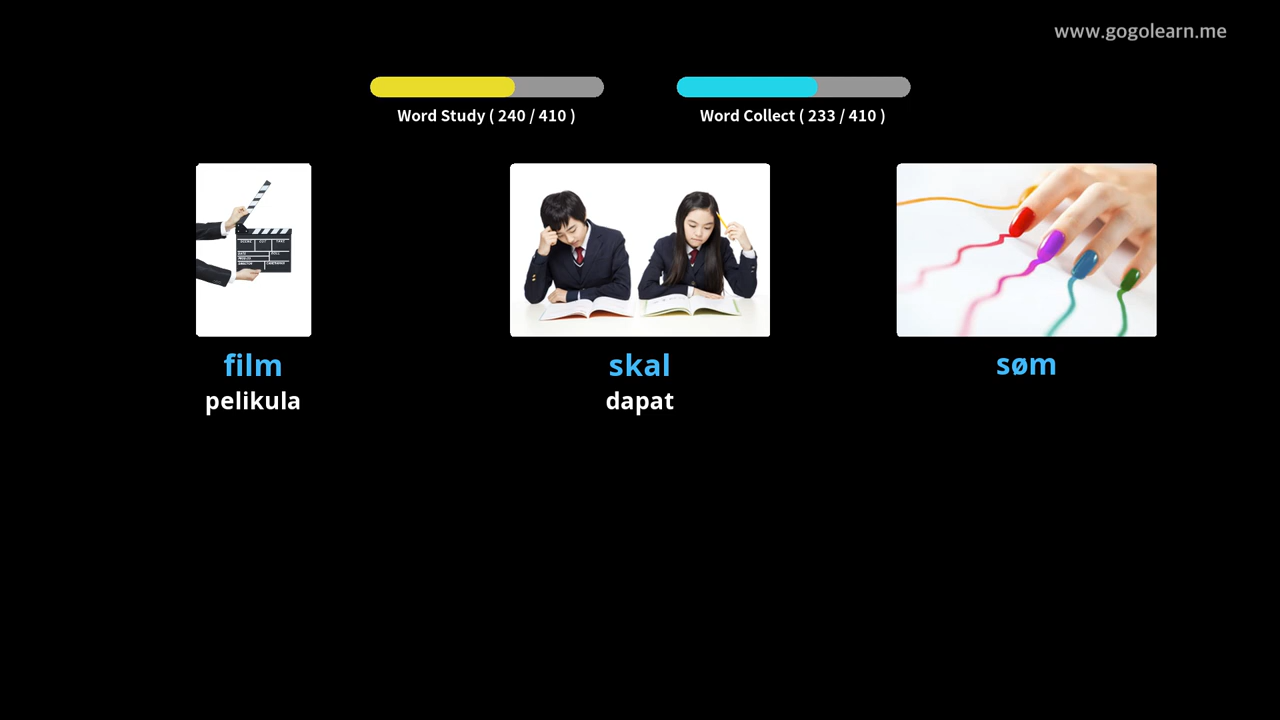 www.gogolearn.me
Word Study ( 240 / 410 )
Word Collect ( 233 / 410 )
film
pelikula
skal
dapat
søm